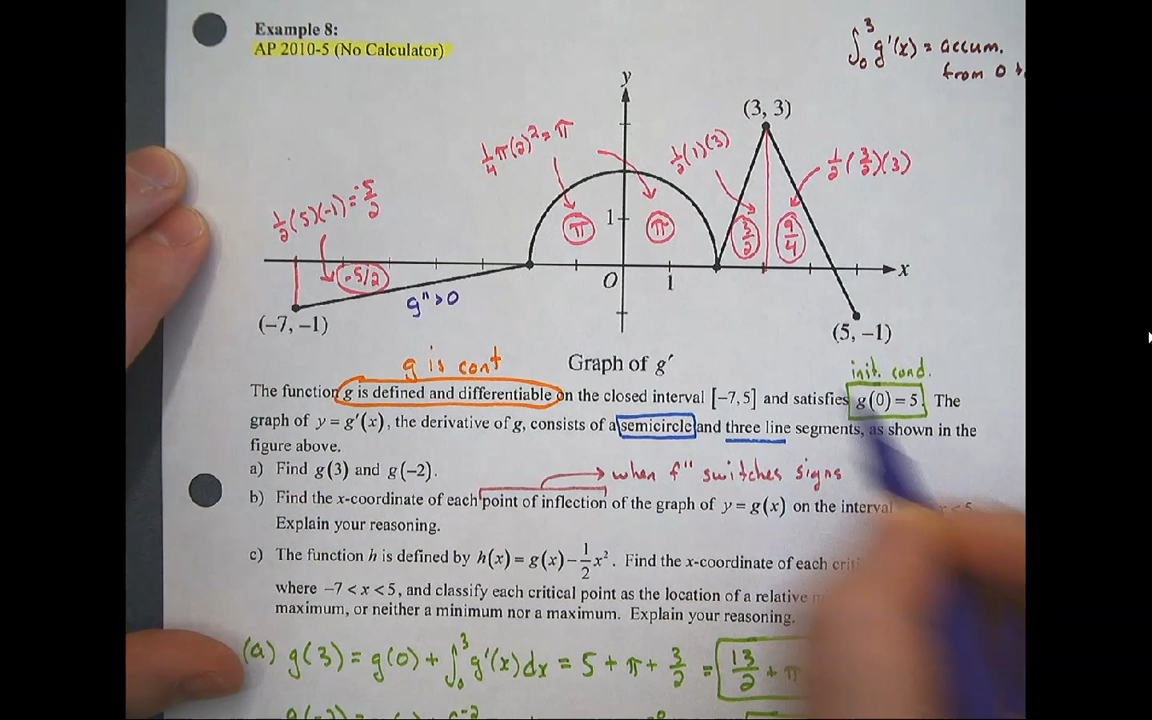 Example 8:
AP 2010-5 (No Calculator)
∫₀³ g'(x) = accum.
from 0
y
(3, 3)
¼π(2)² = π
½(1)(3)
½(3/2)(3)
½(5)(-1) = -5/2
π
π
3/2
9/4
1
-5/2
O
1
x
g" > 0
(−7, −1)
(5, −1)
Graph of g′
g is cont
init. cond.
The function g is defined and differentiable on the closed interval [−7, 5] and satisfies g(0) = 5. The
graph of y = g′(x), the derivative of g, consists of a semicircle and three line segments, as shown in the
figure above.
a) Find g(3) and g(−2).
when f" switches signs
b) Find the x-coordinate of each point of inflection of the graph of y = g(x) on the interval
Explain your reasoning.
c) The function h is defined by h(x) = g(x) − ½x². Find the x-coordinate of each
where −7 < x < 5, and classify each critical point as the location of a relative
maximum, or neither a minimum nor a maximum. Explain your reasoning.
(a) g(3) = g(0) + ∫₀³ g'(x)dx = 5 + π + 3/2 = 13/2 + π